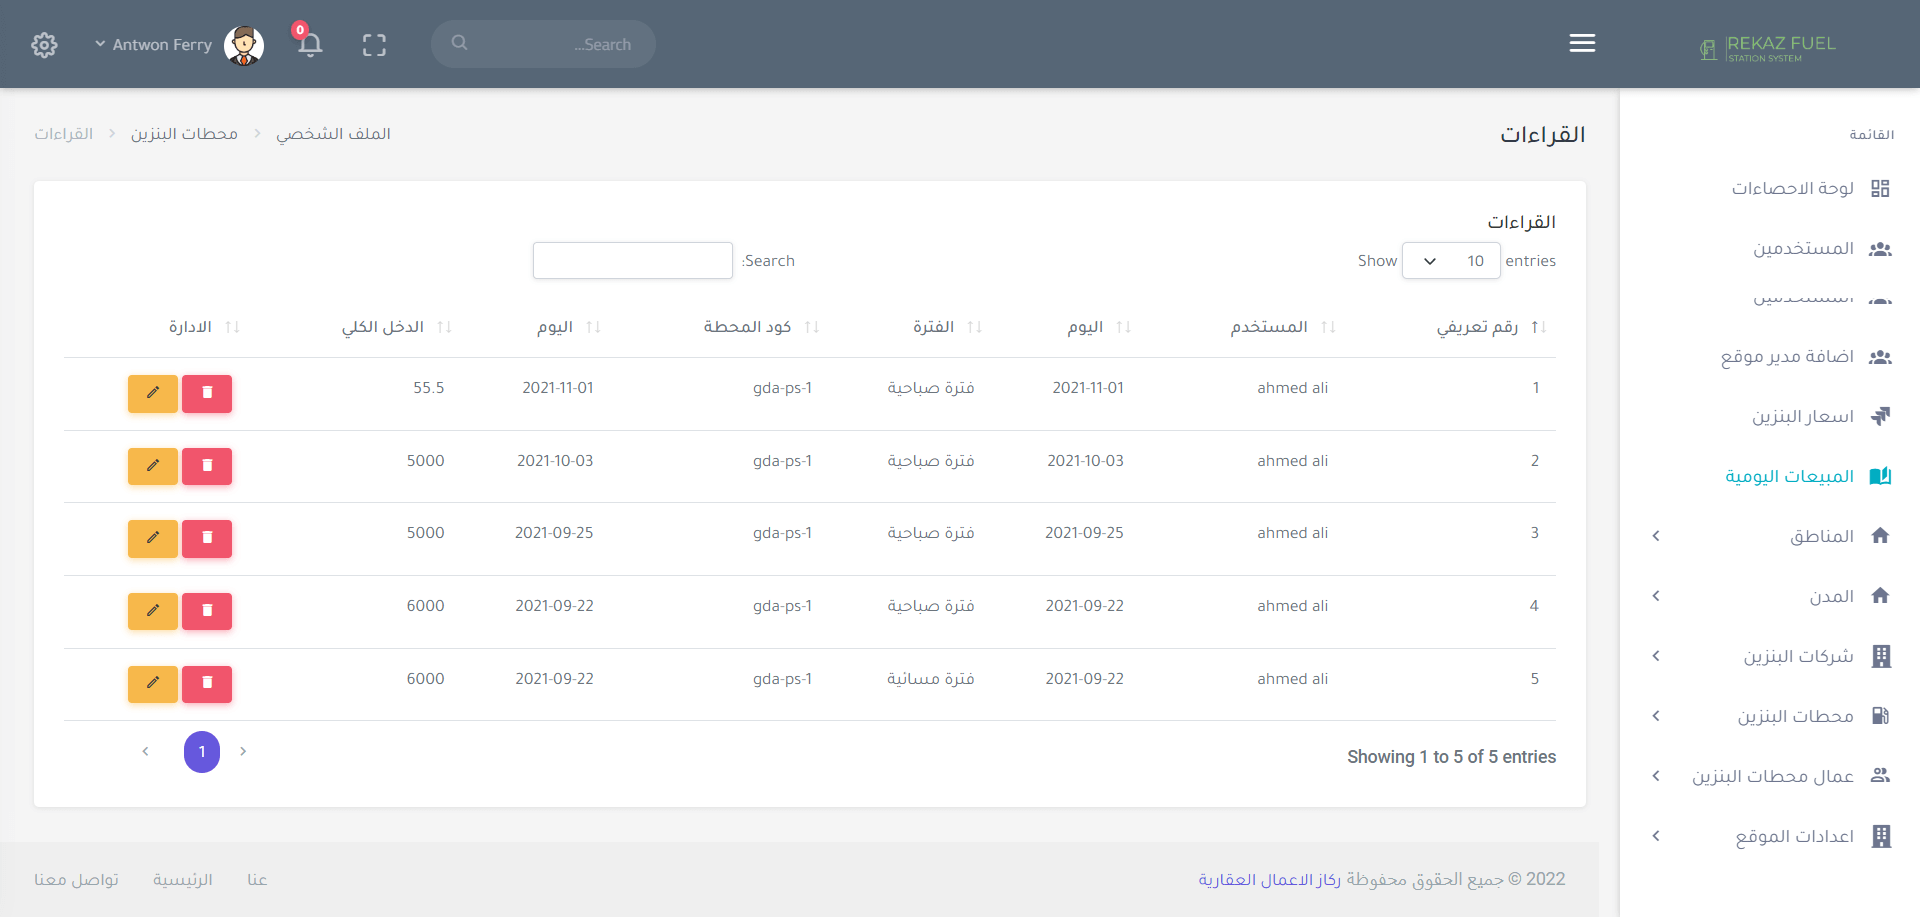 REKAZ FUEL
STATION SYSTEM
Search...
0
Antwon Ferry
القائمة
لوحة الاحصاءات
المستخدمين
المستخدمين
اضافة مدير موقع
اسعار البنزين
المبيعات اليومية
المناطق
المدن
شركات البنزين
محطات البنزين
عمال محطات البنزين
اعدادات الموقع
القراءات
الملف الشخصي > محطات البنزين > القراءات
القراءات
Show 10 entries
Search:
رقم تعريفي المستخدم اليوم الفترة كود المحطة اليوم الدخل الكلي الادارة
1 ahmed ali 2021-11-01 فترة صباحية gda-ps-1 2021-11-01 55.5
2 ahmed ali 2021-10-03 فترة صباحية gda-ps-1 2021-10-03 5000
3 ahmed ali 2021-09-25 فترة صباحية gda-ps-1 2021-09-25 5000
4 ahmed ali 2021-09-22 فترة صباحية gda-ps-1 2021-09-22 6000
5 ahmed ali 2021-09-22 فترة مسائية gda-ps-1 2021-09-22 6000
Showing 1 to 5 of 5 entries
1
2022 © جميع الحقوق محفوظة ركاز الاعمال العقارية
عنا الرئيسية تواصل معنا